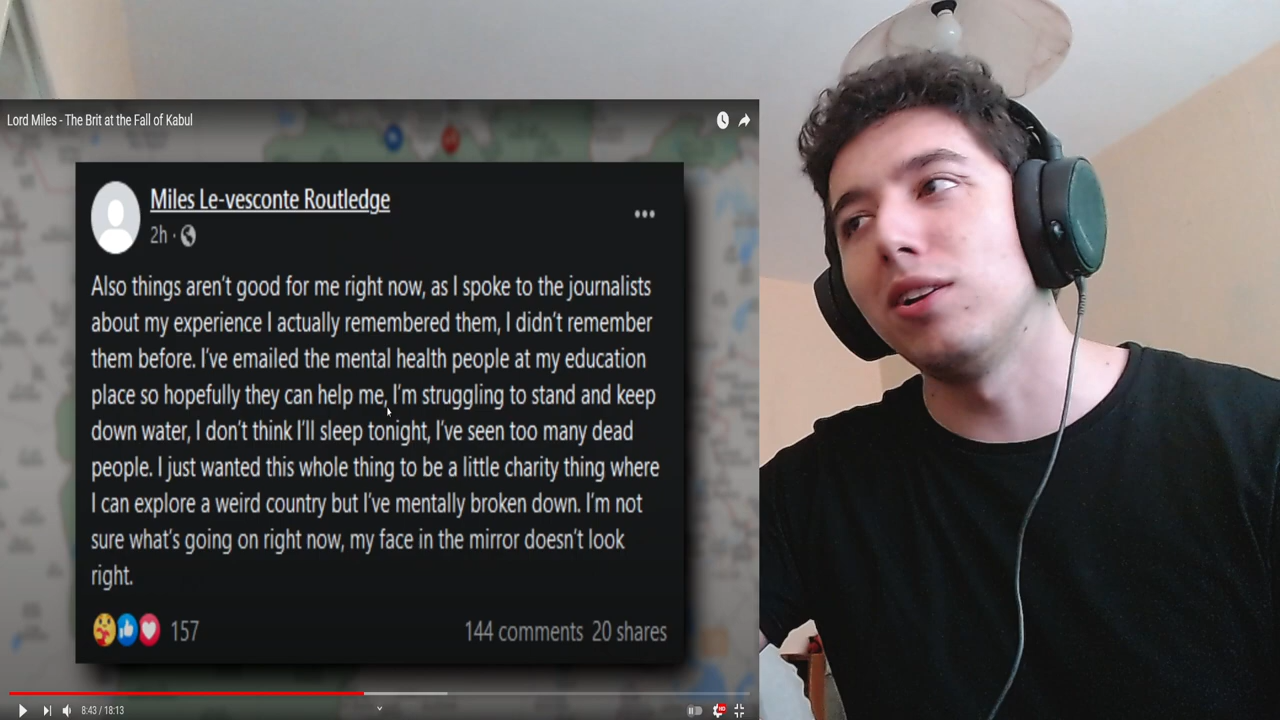 Lord Miles - The Brit at the Fall of Kabul
Miles Le-vesconte Routledge
2h ·
Also things aren't good for me right now, as I spoke to the journalists
about my experience I actually remembered them, I didn't remember
them before. I've emailed the mental health people at my education
place so hopefully they can help me, I'm struggling to stand and keep
down water, I don't think I'll sleep tonight, I've seen too many dead
people. I just wanted this whole thing to be a little charity thing where
I can explore a weird country but I've mentally broken down. I'm not
sure what's going on right now, my face in the mirror doesn't look
right.
157
144 comments 20 shares
8:43 / 18:13
HD